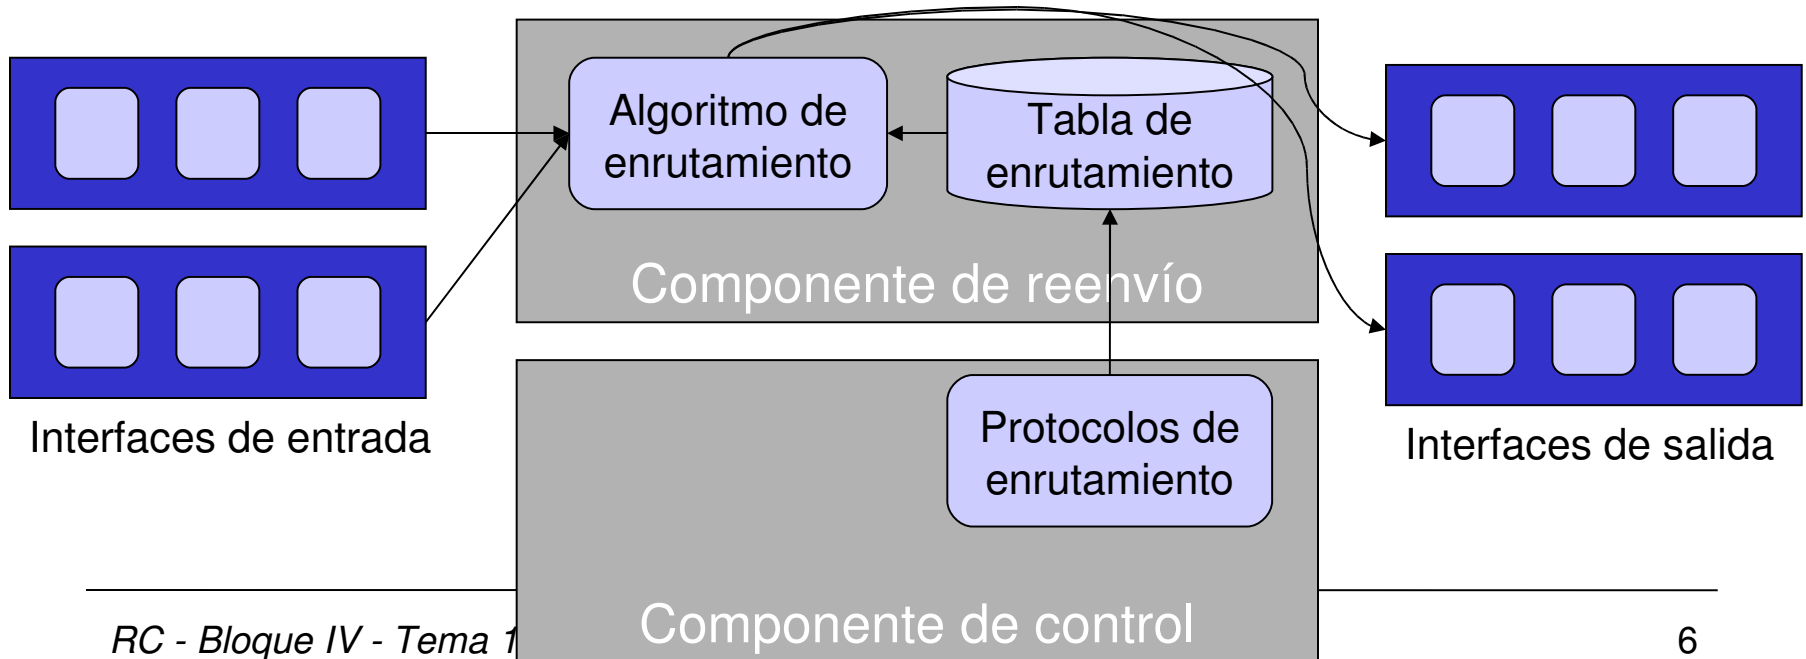 Algoritmo de
enrutamiento
Tabla de
enrutamiento
Componente de reenvío
Interfaces de entrada
Protocolos de
enrutamiento
Interfaces de salida
Componente de control
RC - Bloque IV - Tema 1
6